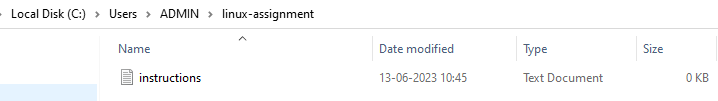 Local Disk (C:) > Users > ADMIN > linux-assignment
Name Date modified Type Size
instructions 13-06-2023 10:45 Text Document 0 KB